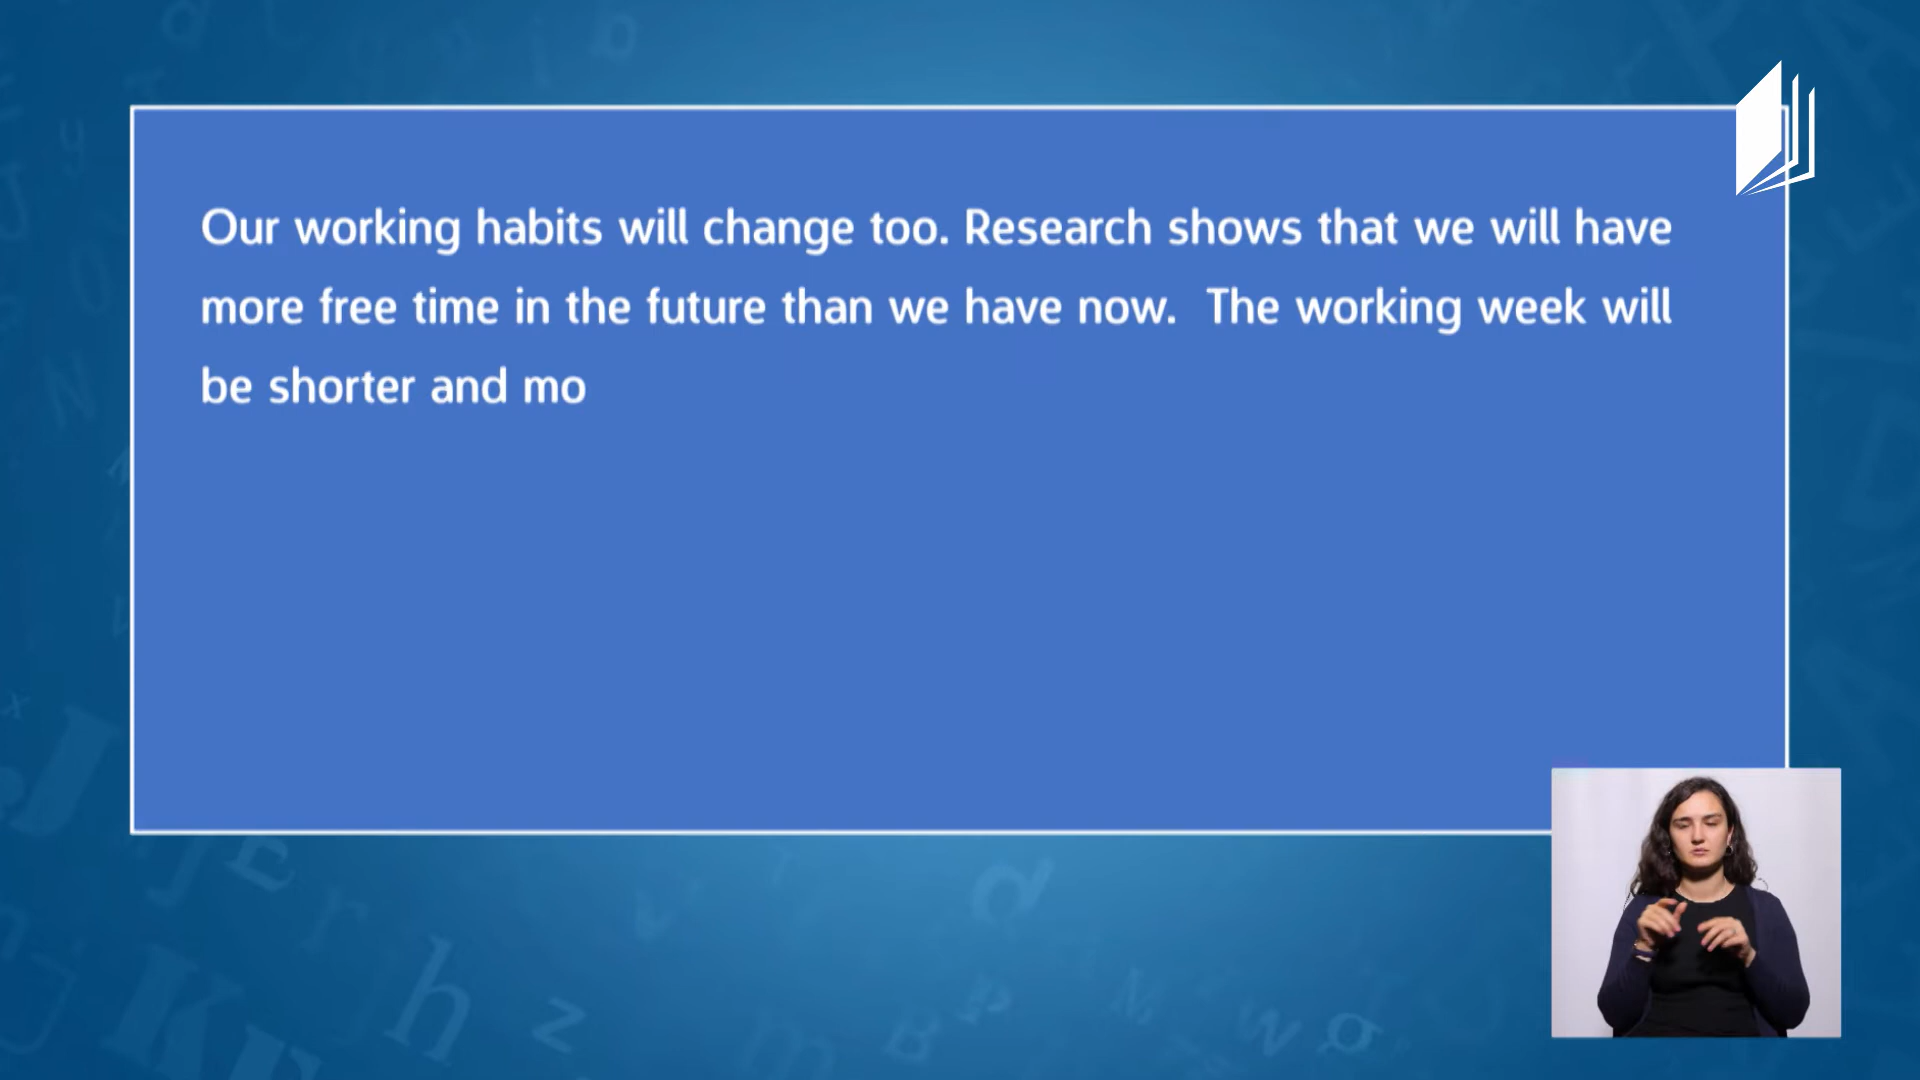 Our working habits will change too. Research shows that we will have
more free time in the future than we have now.  The working week will
be shorter and mo